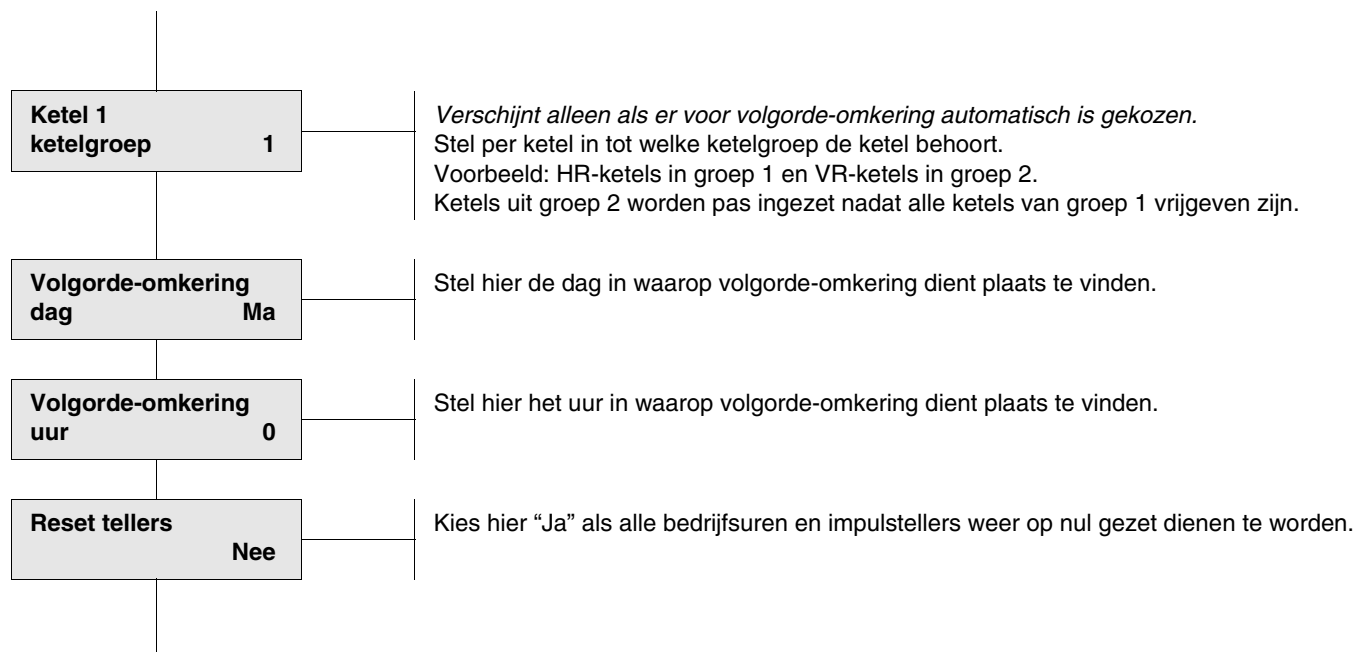 Ketel 1
ketelgroep 1
Verschijnt alleen als er voor volgorde-omkering automatisch is gekozen.
Stel per ketel in tot welke ketelgroep de ketel behoort.
Voorbeeld: HR-ketels in groep 1 en VR-ketels in groep 2.
Ketels uit groep 2 worden pas ingezet nadat alle ketels van groep 1 vrijgeven zijn.
Volgorde-omkering
dag Ma
Stel hier de dag in waarop volgorde-omkering dient plaats te vinden.
Volgorde-omkering
uur 0
Stel hier het uur in waarop volgorde-omkering dient plaats te vinden.
Reset tellers
Nee
Kies hier “Ja” als alle bedrijfsuren en impulstellers weer op nul gezet dienen te worden.